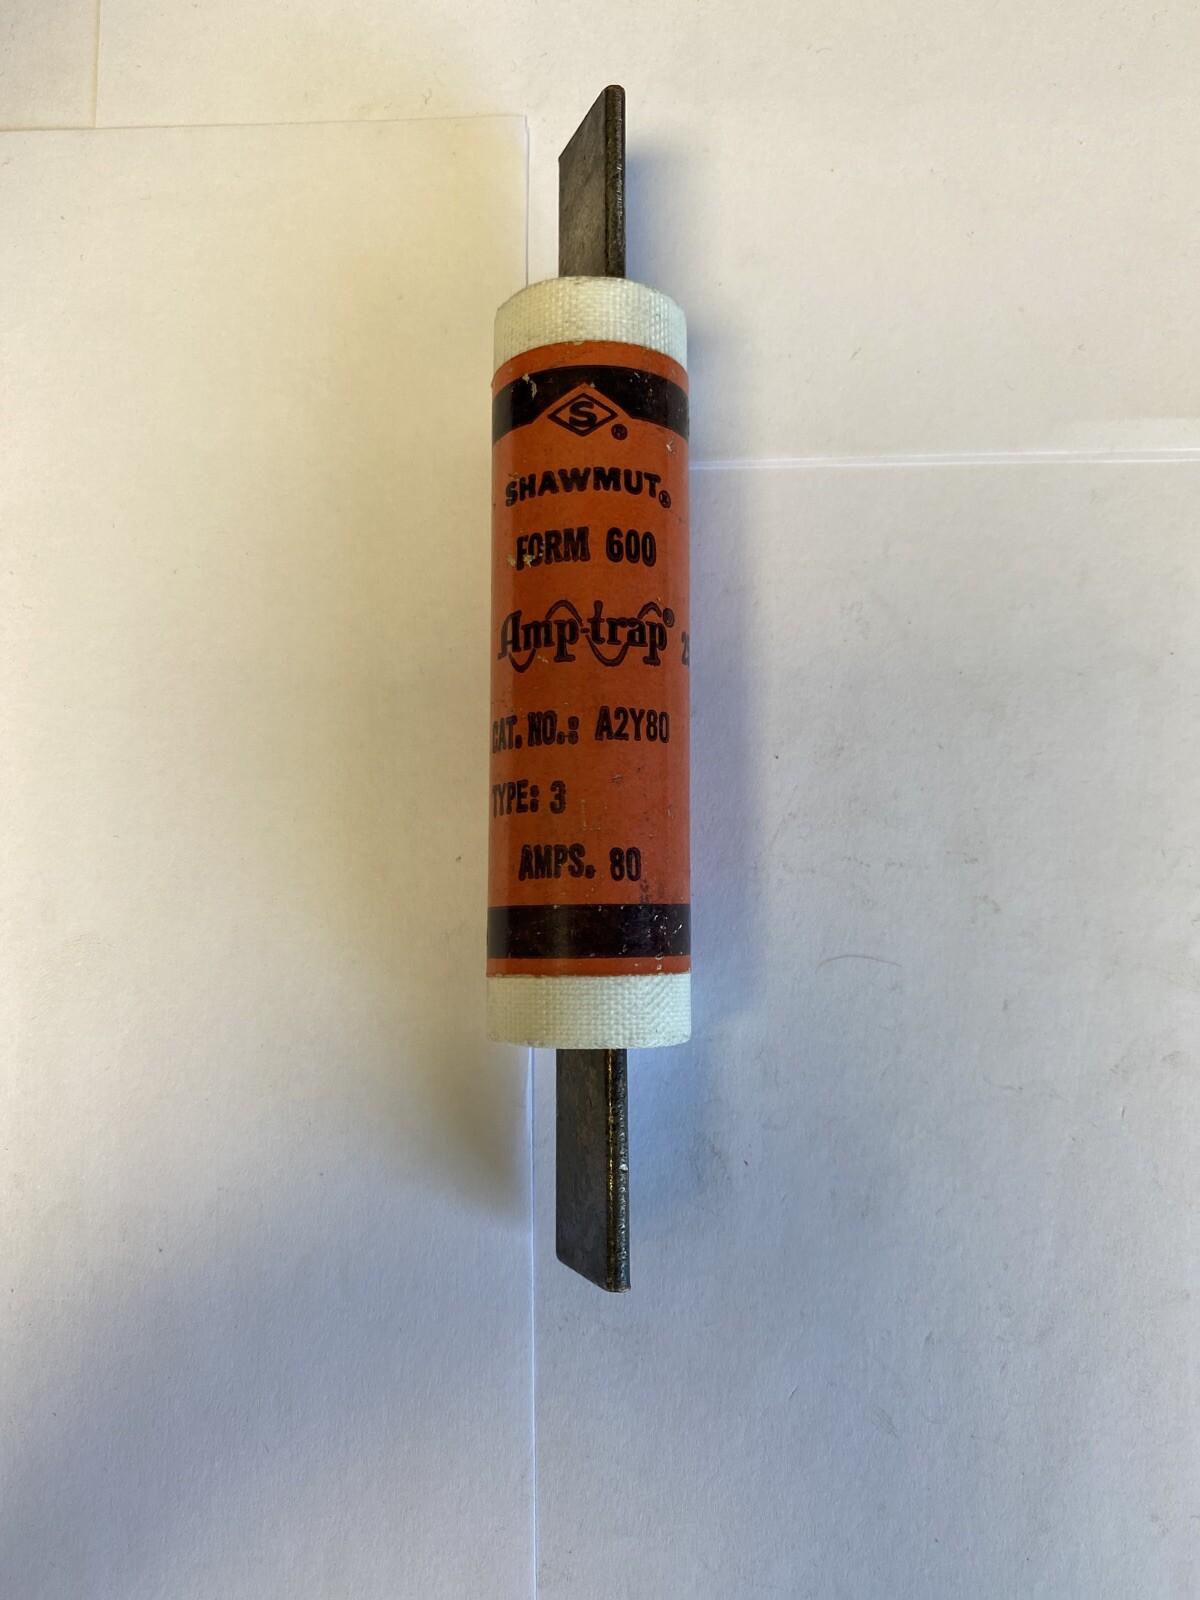 S®
SHAWMUT®
FORM 600
Amp-trap®
CAT. NO.: A2Y80
TYPE: 3
AMPS. 80